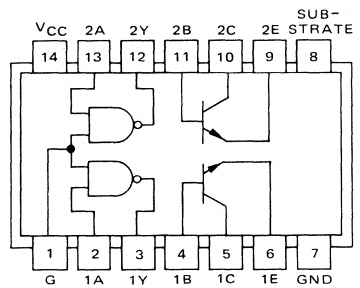 SUB-
VCC 2A 2Y 2B 2C 2E STRATE
14 13 12 11 10 9 8
1 2 3 4 5 6 7
G 1A 1Y 1B 1C 1E GND